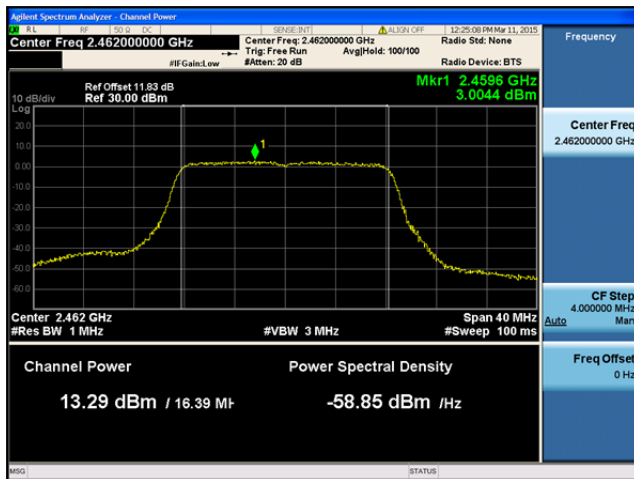 Agilent Spectrum Analyzer - Channel Power
RL RF 50 Ω DC SENSE:INT ALIGN OFF 12:25:08 PM Mar 11, 2015
Center Freq 2.462000000 GHz
Center Freq: 2.462000000 GHz
Radio Std: None
Trig: Free Run Avg|Hold: 100/100
#IFGain:Low
#Atten: 20 dB
Radio Device: BTS
Frequency
Ref Offset 11.83 dB
Mkr1 2.4596 GHz
10 dB/div Ref 30.00 dBm
3.0044 dBm
Log
20.0
1
10.0
0.00
-10.0
-20.0
-30.0
-40.0
-50.0
-60.0
Center 2.462 GHz
Span 40 MHz
#Res BW 1 MHz
#VBW 3 MHz
#Sweep 100 ms
Channel Power
Power Spectral Density
13.29 dBm / 16.39 MH
-58.85 dBm /Hz
Center Freq
2.462000000 GHz
CF Step
4.000000 MHz
Auto Man
Freq Offset
0 Hz
MSG
STATUS